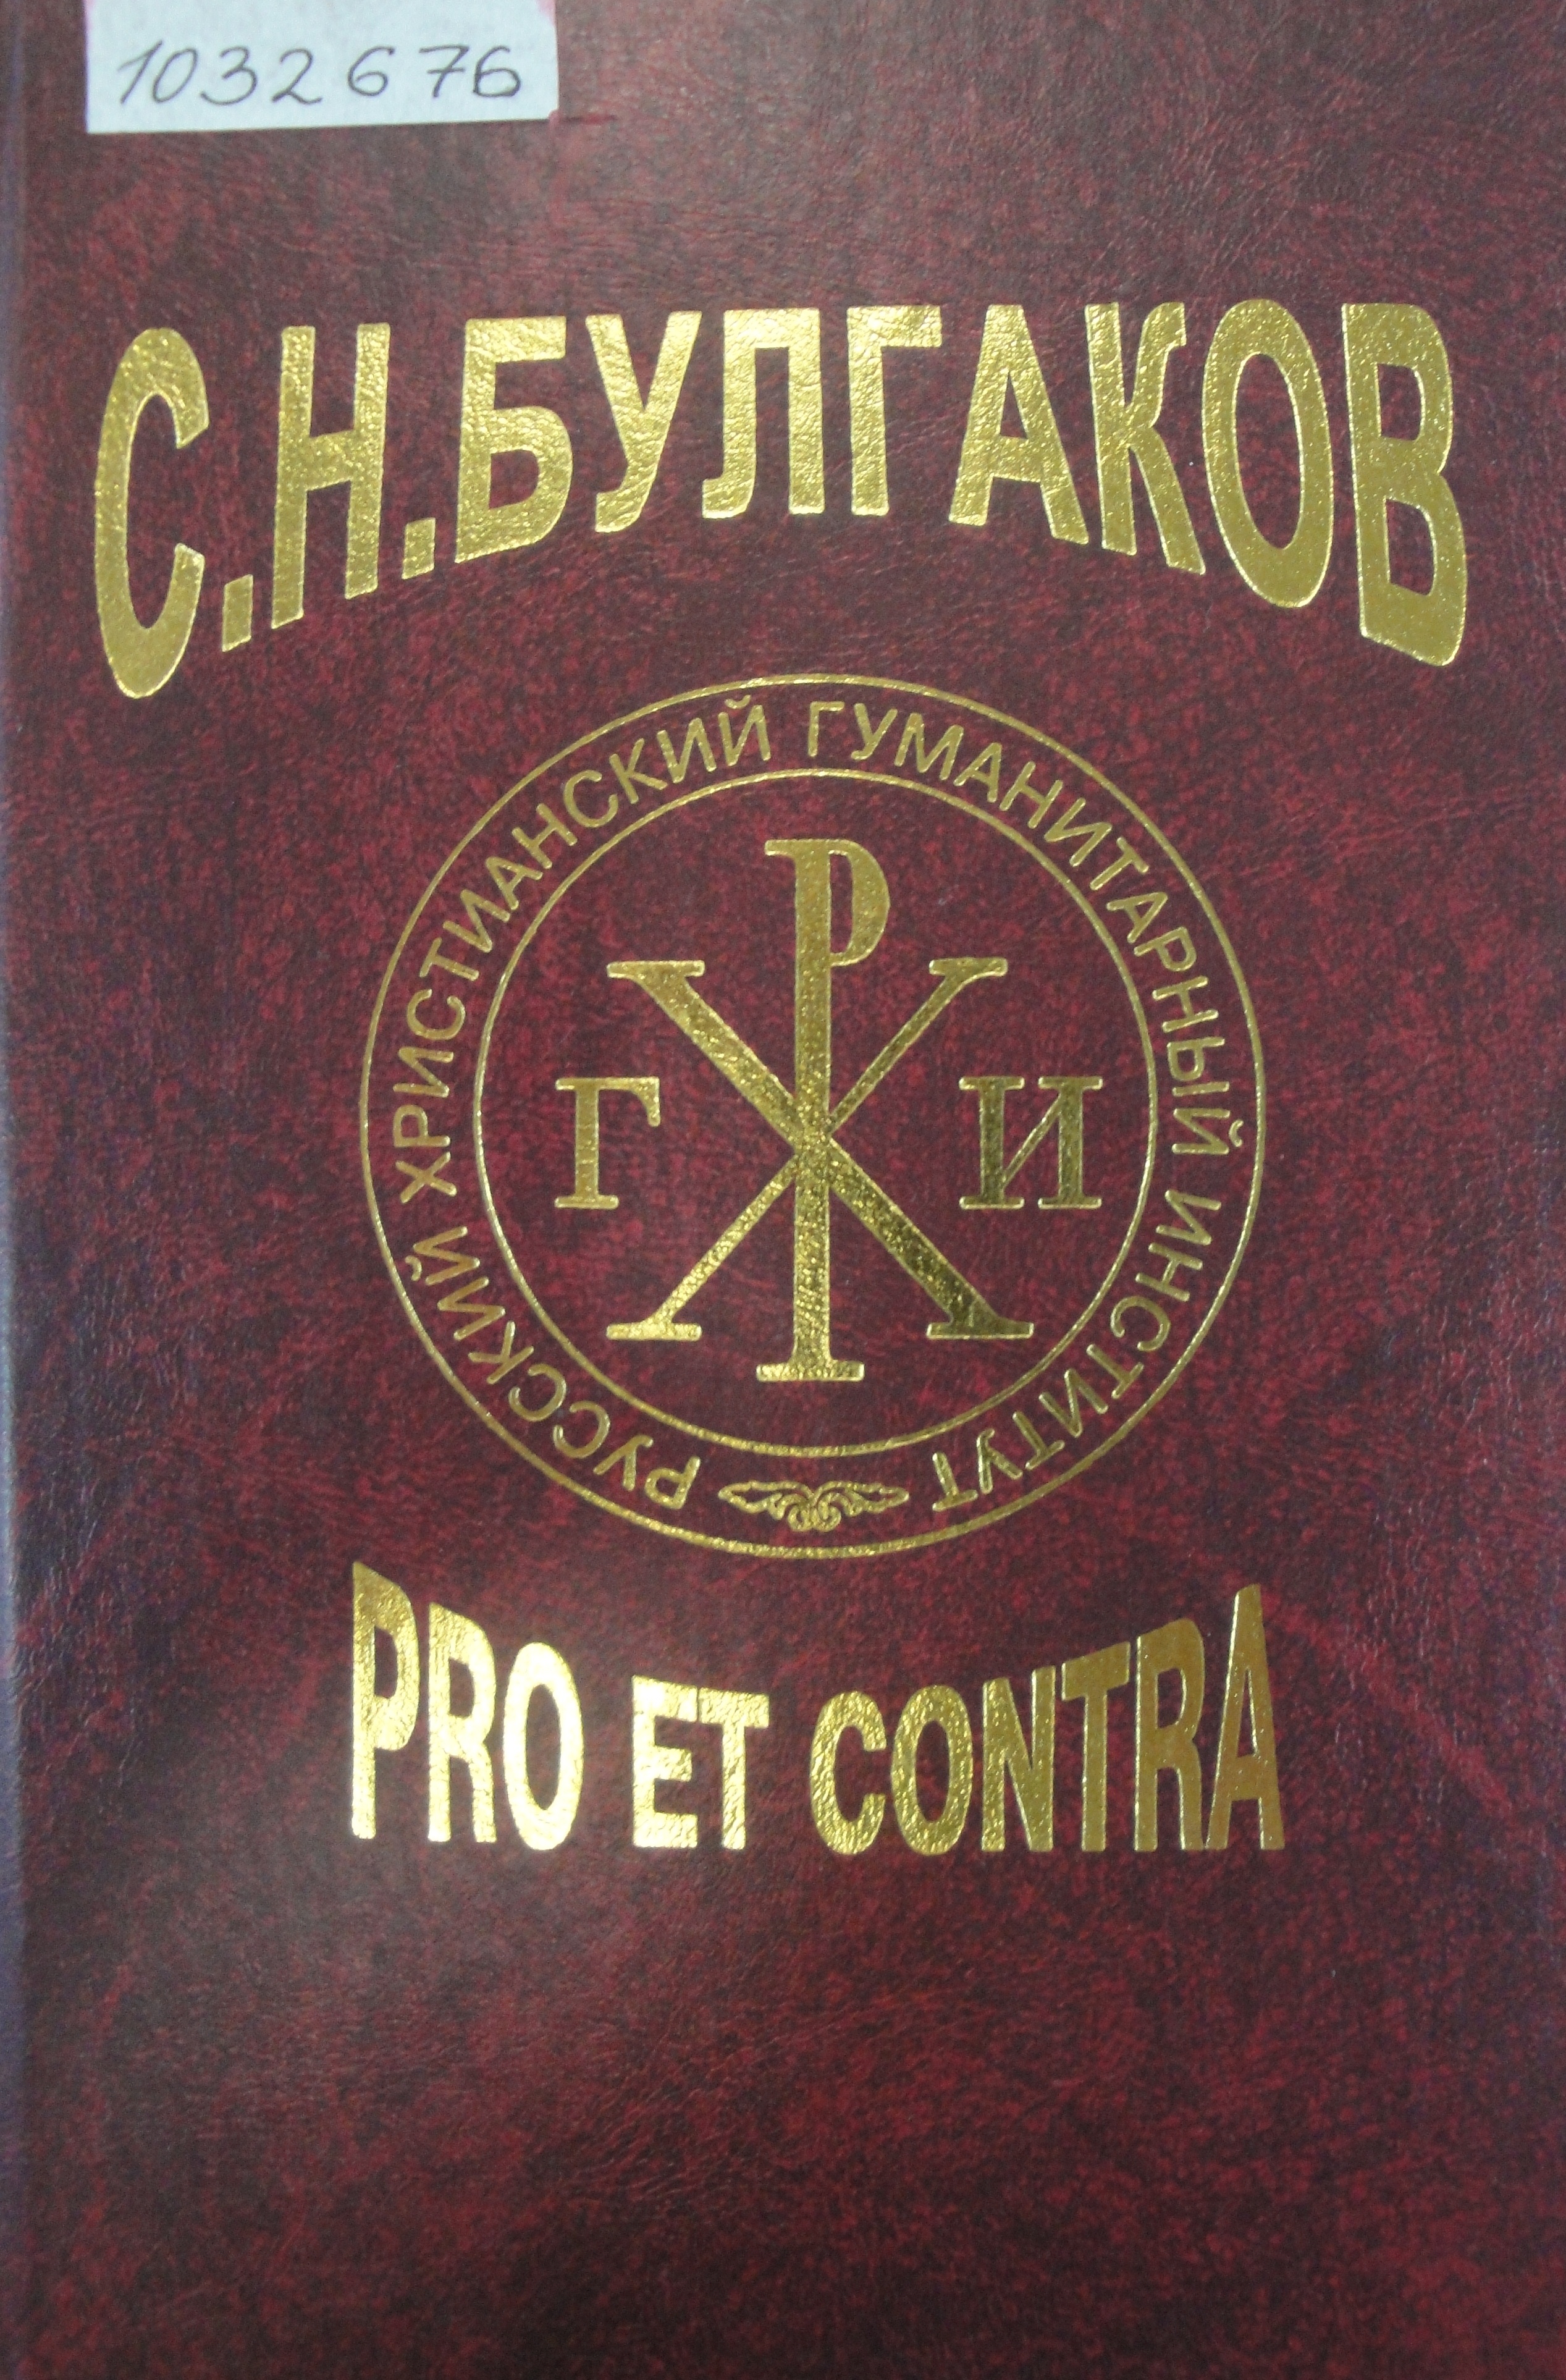 1032676
С.Н.БУЛГАКОВ
РУССКИЙ ХРИСТИАНСКИЙ ГУМАНИТАРНЫЙ ИНСТИТУТ
Р Х
Г И
PRO ET CONTRA